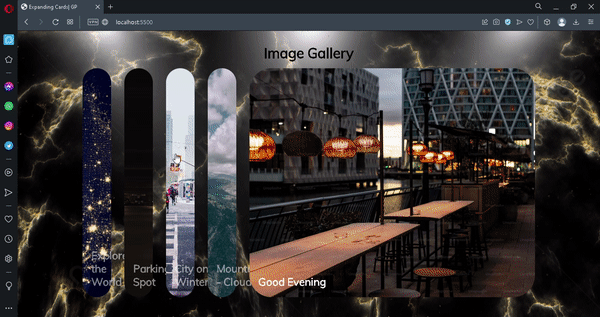 Expanding Cards| GP
VPN
localhost:5500
Image Gallery
Explore
the
World
Parking
Spot
City on
Winter
Mount
- Cloud
Good Evening